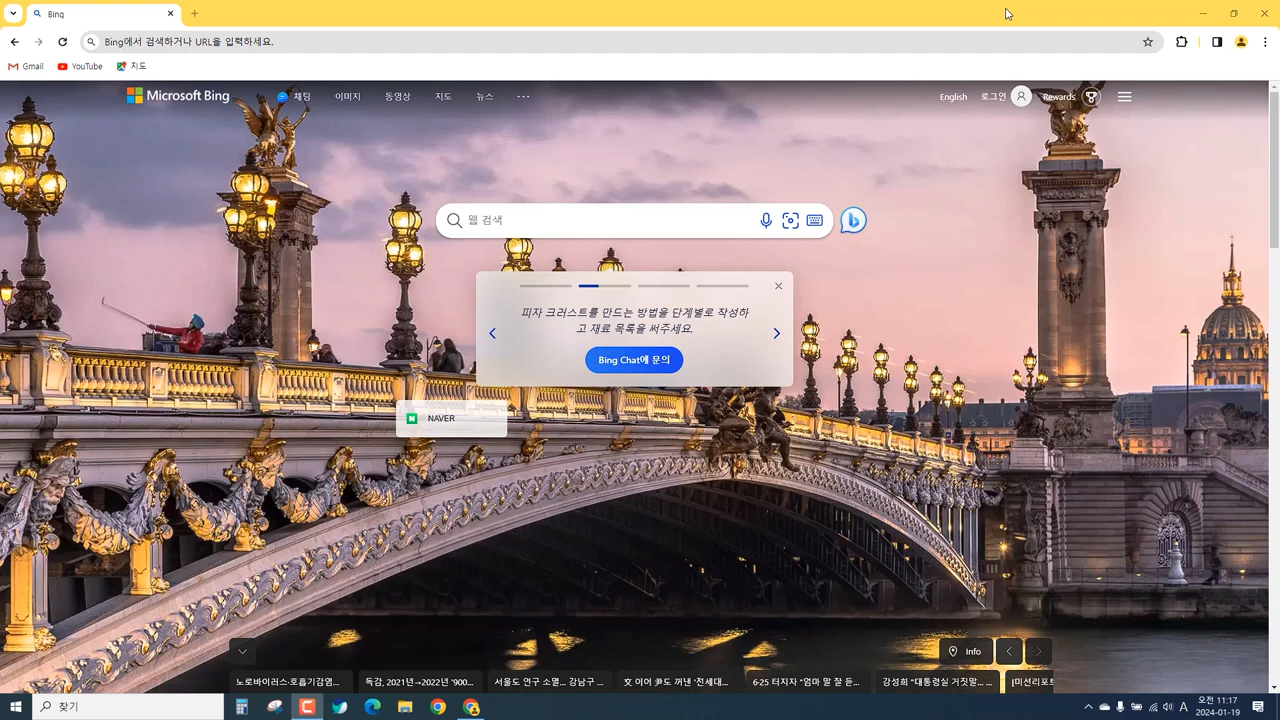 Bing
Bing에서 검색하거나 URL을 입력하세요.
Gmail YouTube 지도
Microsoft Bing 채팅 이미지 동영상 지도 뉴스 ··· English 로그인 Rewards
웹 검색
피자 크러스트를 만드는 방법을 단계별로 작성하
고 재료 목록을 써주세요.
Bing Chat에 문의
NAVER
Info
노로바이러스·호흡기감염...
독감, 2021년→2022년 '900...
서울도 연구 소멸... 강남구 ...
文 이어 尹도 꺼낸 '전세대...
6·25 터지자 "엄마 말 잘 듣...
강성희 "대통령실 거짓말... ...
[미션리포트
찾기
A
오전 11:17
2024-01-19